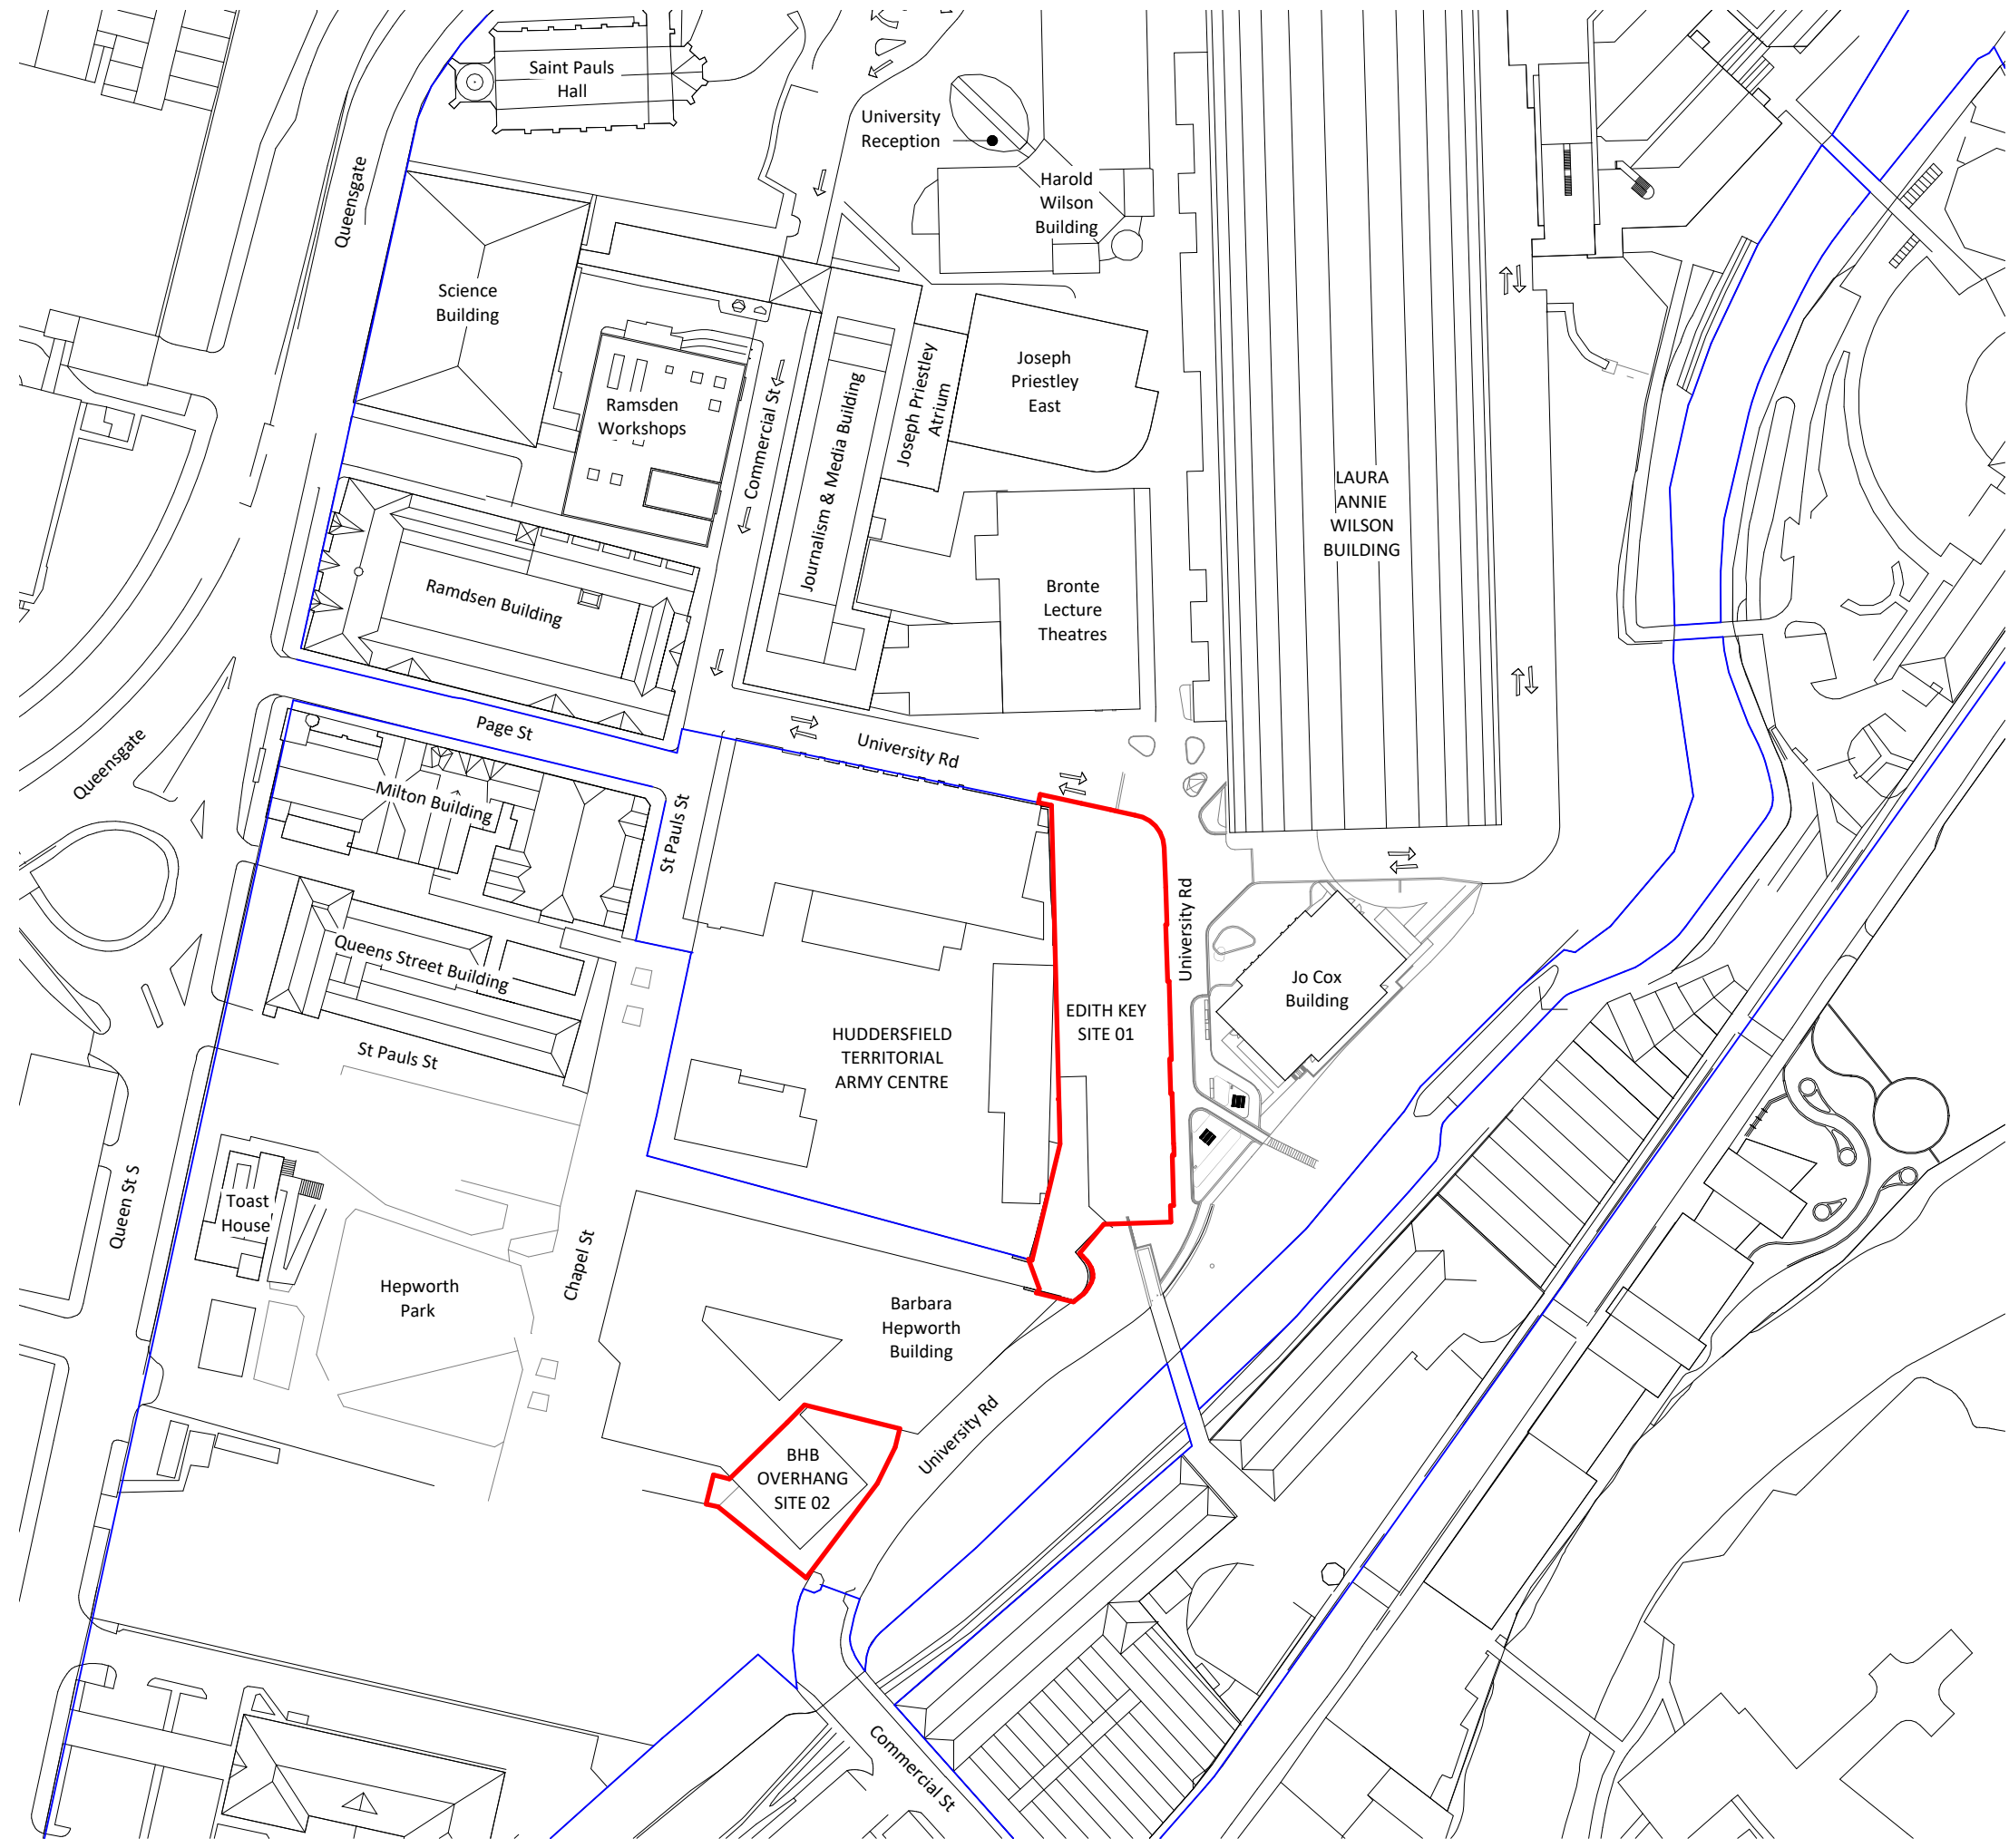 Saint Pauls
Hall
University
Reception
Harold
Wilson
Building
Queensgate
Science
Building
Ramsden
Workshops
Commercial St
Journalism & Media Building
Joseph Priestley
Atrium
Joseph
Priestley
East
LAURA
ANNIE
WILSON
BUILDING
Ramdsen Building
Bronte
Lecture
Theatres
Page St
University Rd
Queensgate
Milton Building
St Pauls St
University Rd
Queens Street Building
Jo Cox
Building
EDITH KEY
SITE 01
HUDDERSFIELD
TERRITORIAL
ARMY CENTRE
St Pauls St
Queen St S
Toast
House
Chapel St
Hepworth
Park
Barbara
Hepworth
Building
University Rd
BHB
OVERHANG
SITE 02
Commercial St